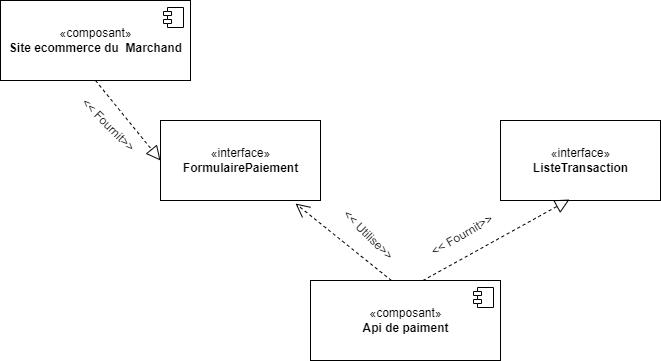 «composant»
Site ecommerce du  Marchand
<< Fournit>>
«interface»
FormulairePaiement
«interface»
ListeTransaction
<< Utilise>>
<< Fournit>>
«composant»
Api de paiment